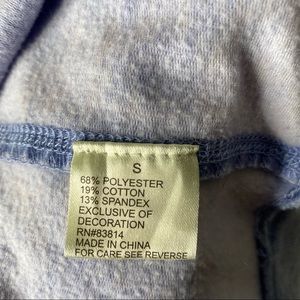 S
68% POLYESTER
19% COTTON
13% SPANDEX
EXCLUSIVE OF
DECORATION
RN#83814
MADE IN CHINA
FOR CARE SEE REVERSE